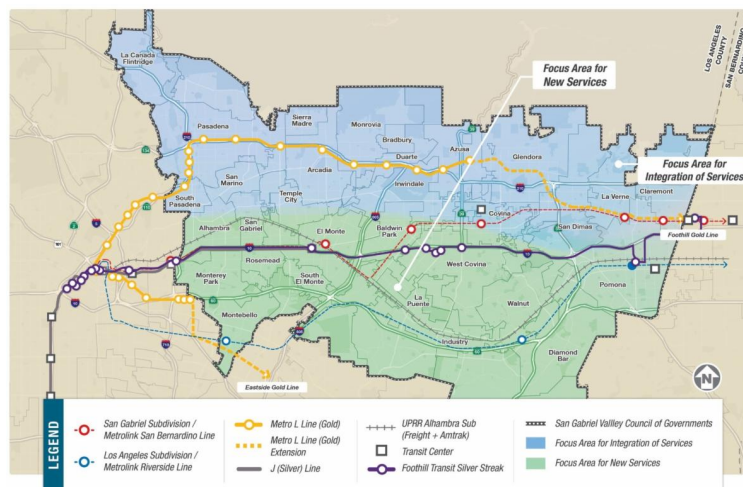 LOS ANGELES
COUNTY
SAN BERNARDINO
La Canada
Flintridge
Focus Area for
New Services
Sierra
Madre
Monrovia
Pasadena
Bradbury
Azusa
Duarte
Glendora
Arcadia
San
Marino
Irwindale
Focus Area for
Integration of Services
Temple
City
South
Pasadena
La Verne
Claremont
Covina
San
Gabriel
Alhambra
Baldwin
Park
San Dimas
Foothill Gold Line
El Monte
Rosemead
West Covina
Monterey
Park
South
El Monte
Pomona
La
Puente
Walnut
Montebello
Industry
Diamond
Bar
Eastside Gold Line
N
LEGEND
San Gabriel Subdivision /
Metrolink San Bernardino Line
Los Angeles Subdivision /
Metrolink Riverside Line
Metro L Line (Gold)
Metro L Line (Gold)
Extension
J (Silver) Line
UPRR Alhambra Sub
(Freight + Amtrak)
Transit Center
Foothill Transit Silver Streak
San Gabriel Vallley Council of Governments
Focus Area for Integration of Services
Focus Area for New Services